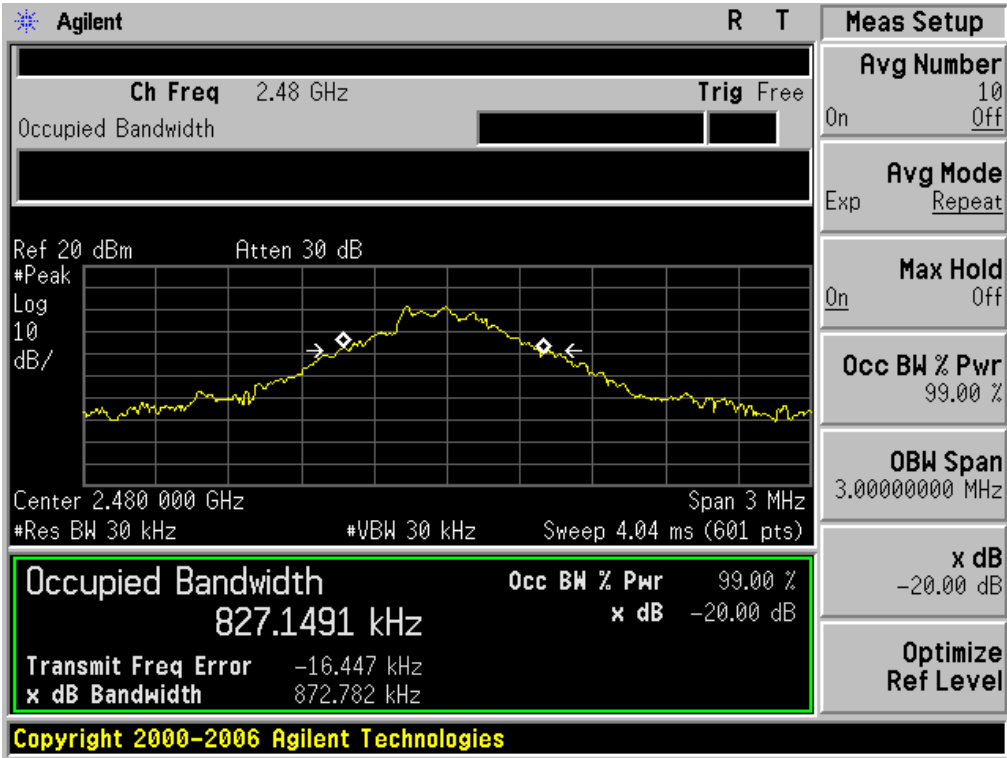 Agilent R T
Ch Freq 2.48 GHz Trig Free
Occupied Bandwidth
Ref 20 dBm Atten 30 dB
#Peak
Log
10
dB/
Center 2.480 000 GHz Span 3 MHz
#Res BW 30 kHz #VBW 30 kHz Sweep 4.04 ms (601 pts)
Occupied Bandwidth Occ BW % Pwr 99.00 %
827.1491 kHz x dB -20.00 dB
Transmit Freq Error -16.447 kHz
x dB Bandwidth 872.782 kHz
Copyright 2000-2006 Agilent Technologies
Meas Setup
Avg Number
10
On Off
Avg Mode
Exp Repeat
Max Hold
On Off
Occ BW % Pwr
99.00 %
OBW Span
3.00000000 MHz
x dB
-20.00 dB
Optimize
Ref Level